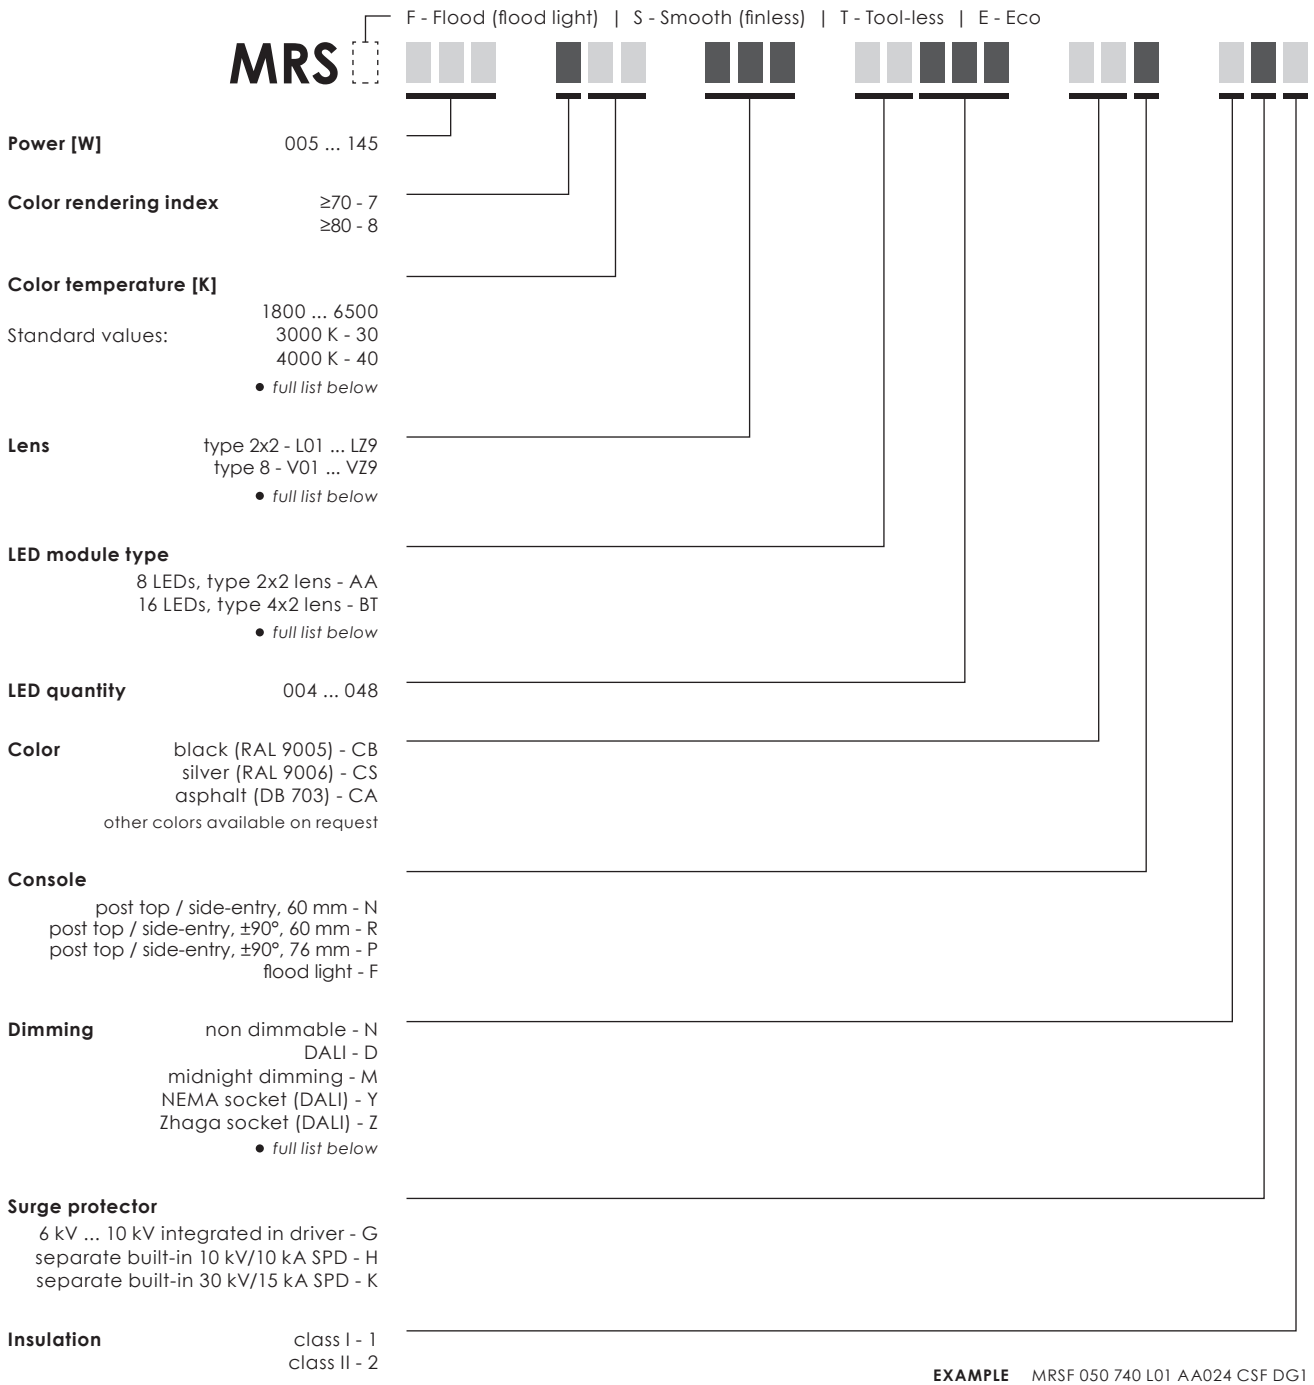 F - Flood (flood light) | S - Smooth (finless) | T - Tool-less | E - Eco
MRS
Power [W] 005 ... 145
Color rendering index ≥70 - 7
≥80 - 8
Color temperature [K]
1800 ... 6500
Standard values: 3000 K - 30
4000 K - 40
● full list below
Lens type 2x2 - L01 ... LZ9
type 8 - V01 ... VZ9
● full list below
LED module type
8 LEDs, type 2x2 lens - AA
16 LEDs, type 4x2 lens - BT
● full list below
LED quantity 004 ... 048
Color black (RAL 9005) - CB
silver (RAL 9006) - CS
asphalt (DB 703) - CA
other colors available on request
Console
post top / side-entry, 60 mm - N
post top / side-entry, ±90°, 60 mm - R
post top / side-entry, ±90°, 76 mm - P
flood light - F
Dimming non dimmable - N
DALI - D
midnight dimming - M
NEMA socket (DALI) - Y
Zhaga socket (DALI) - Z
● full list below
Surge protector
6 kV ... 10 kV integrated in driver - G
separate built-in 10 kV/10 kA SPD - H
separate built-in 30 kV/15 kA SPD - K
Insulation class I - 1
class II - 2
EXAMPLE MRSF 050 740 L01 AA024 CSF DG1